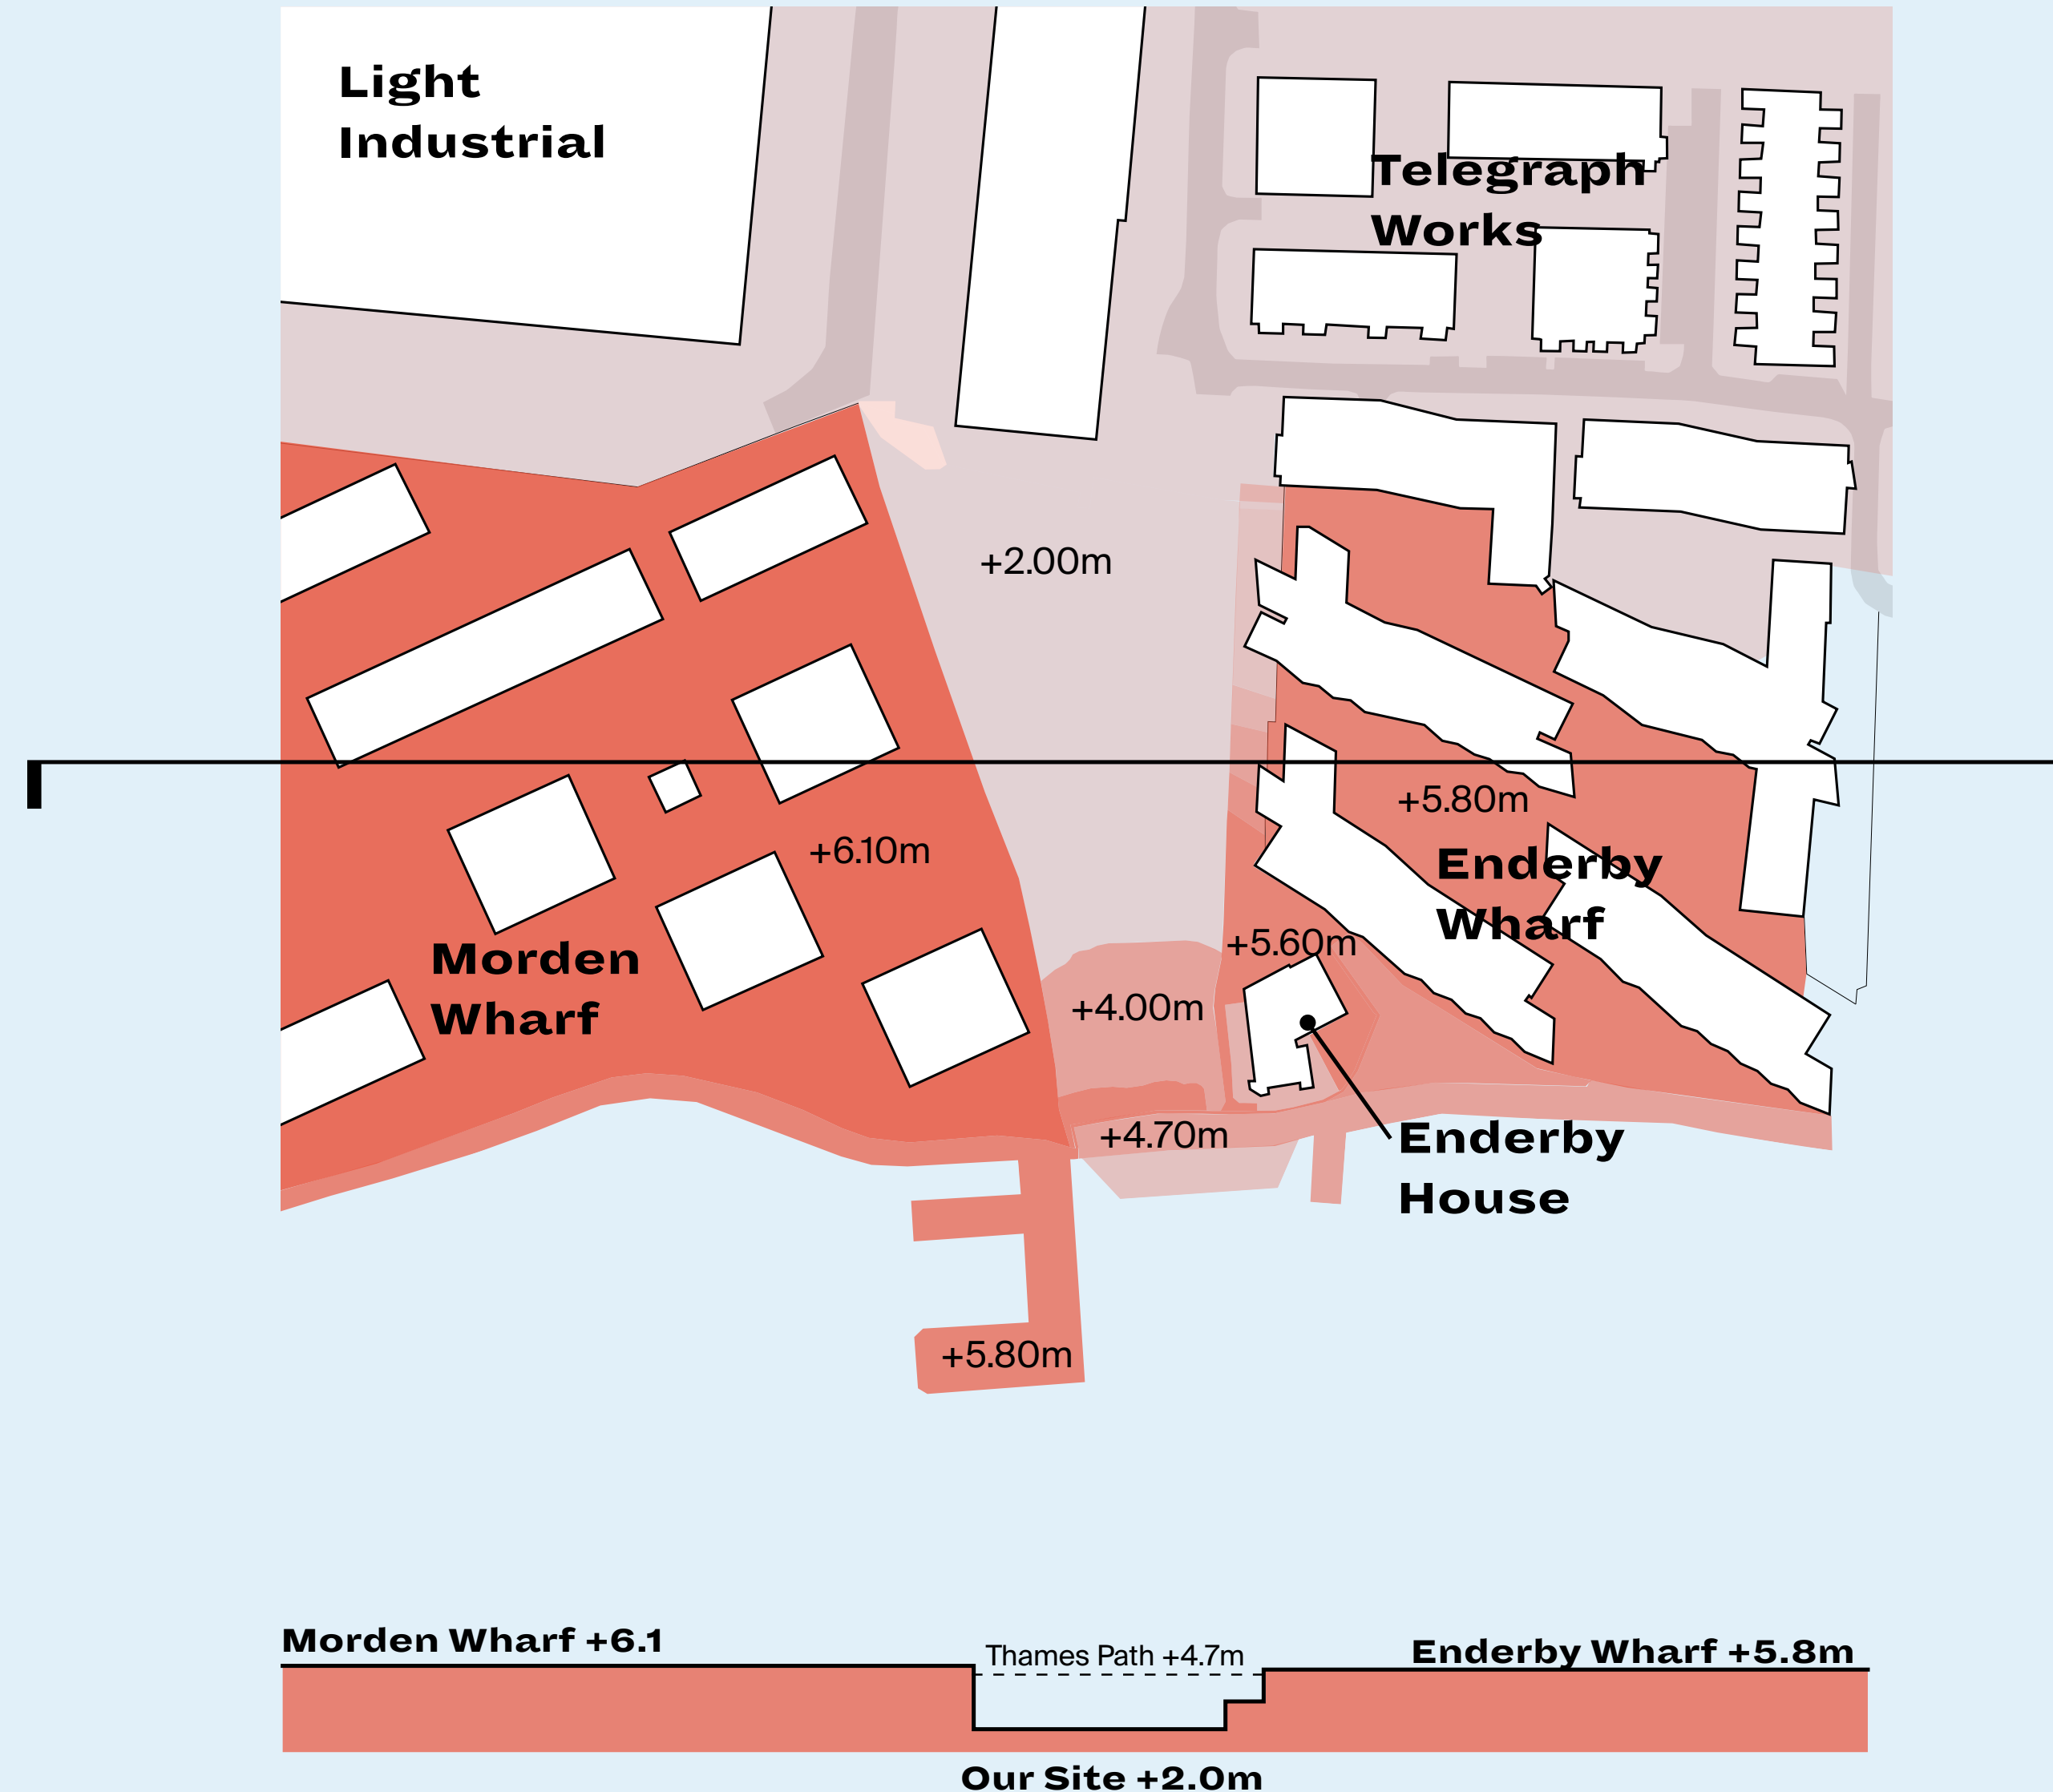 Light
Industrial
Telegraph
Works
+2.00m
+5.80m
+6.10m
Enderby
Wharf
+5.60m
Morden
Wharf
+4.00m
+4.70m
Enderby
House
+5.80m
Morden Wharf +6.1
Thames Path +4.7m
Enderby Wharf +5.8m
Our Site +2.0m